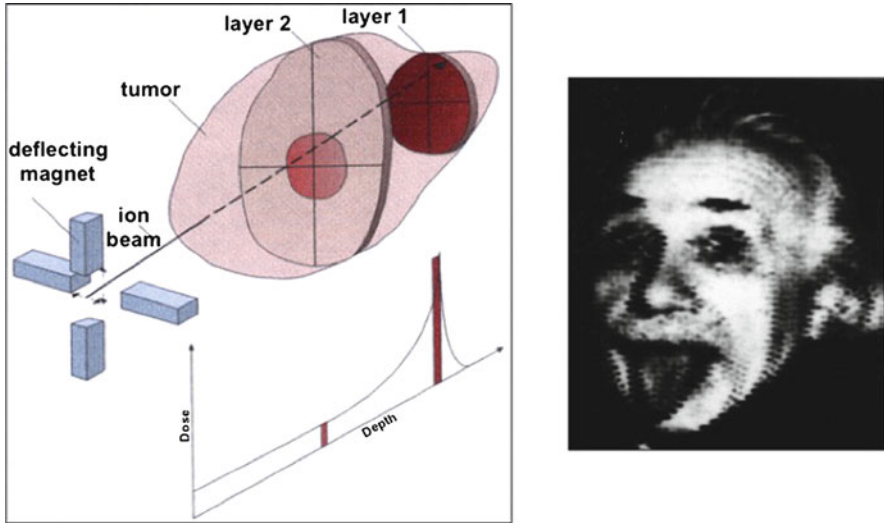 layer 1
layer 2
tumor
deflecting
magnet
ion
beam
Dose
Depth